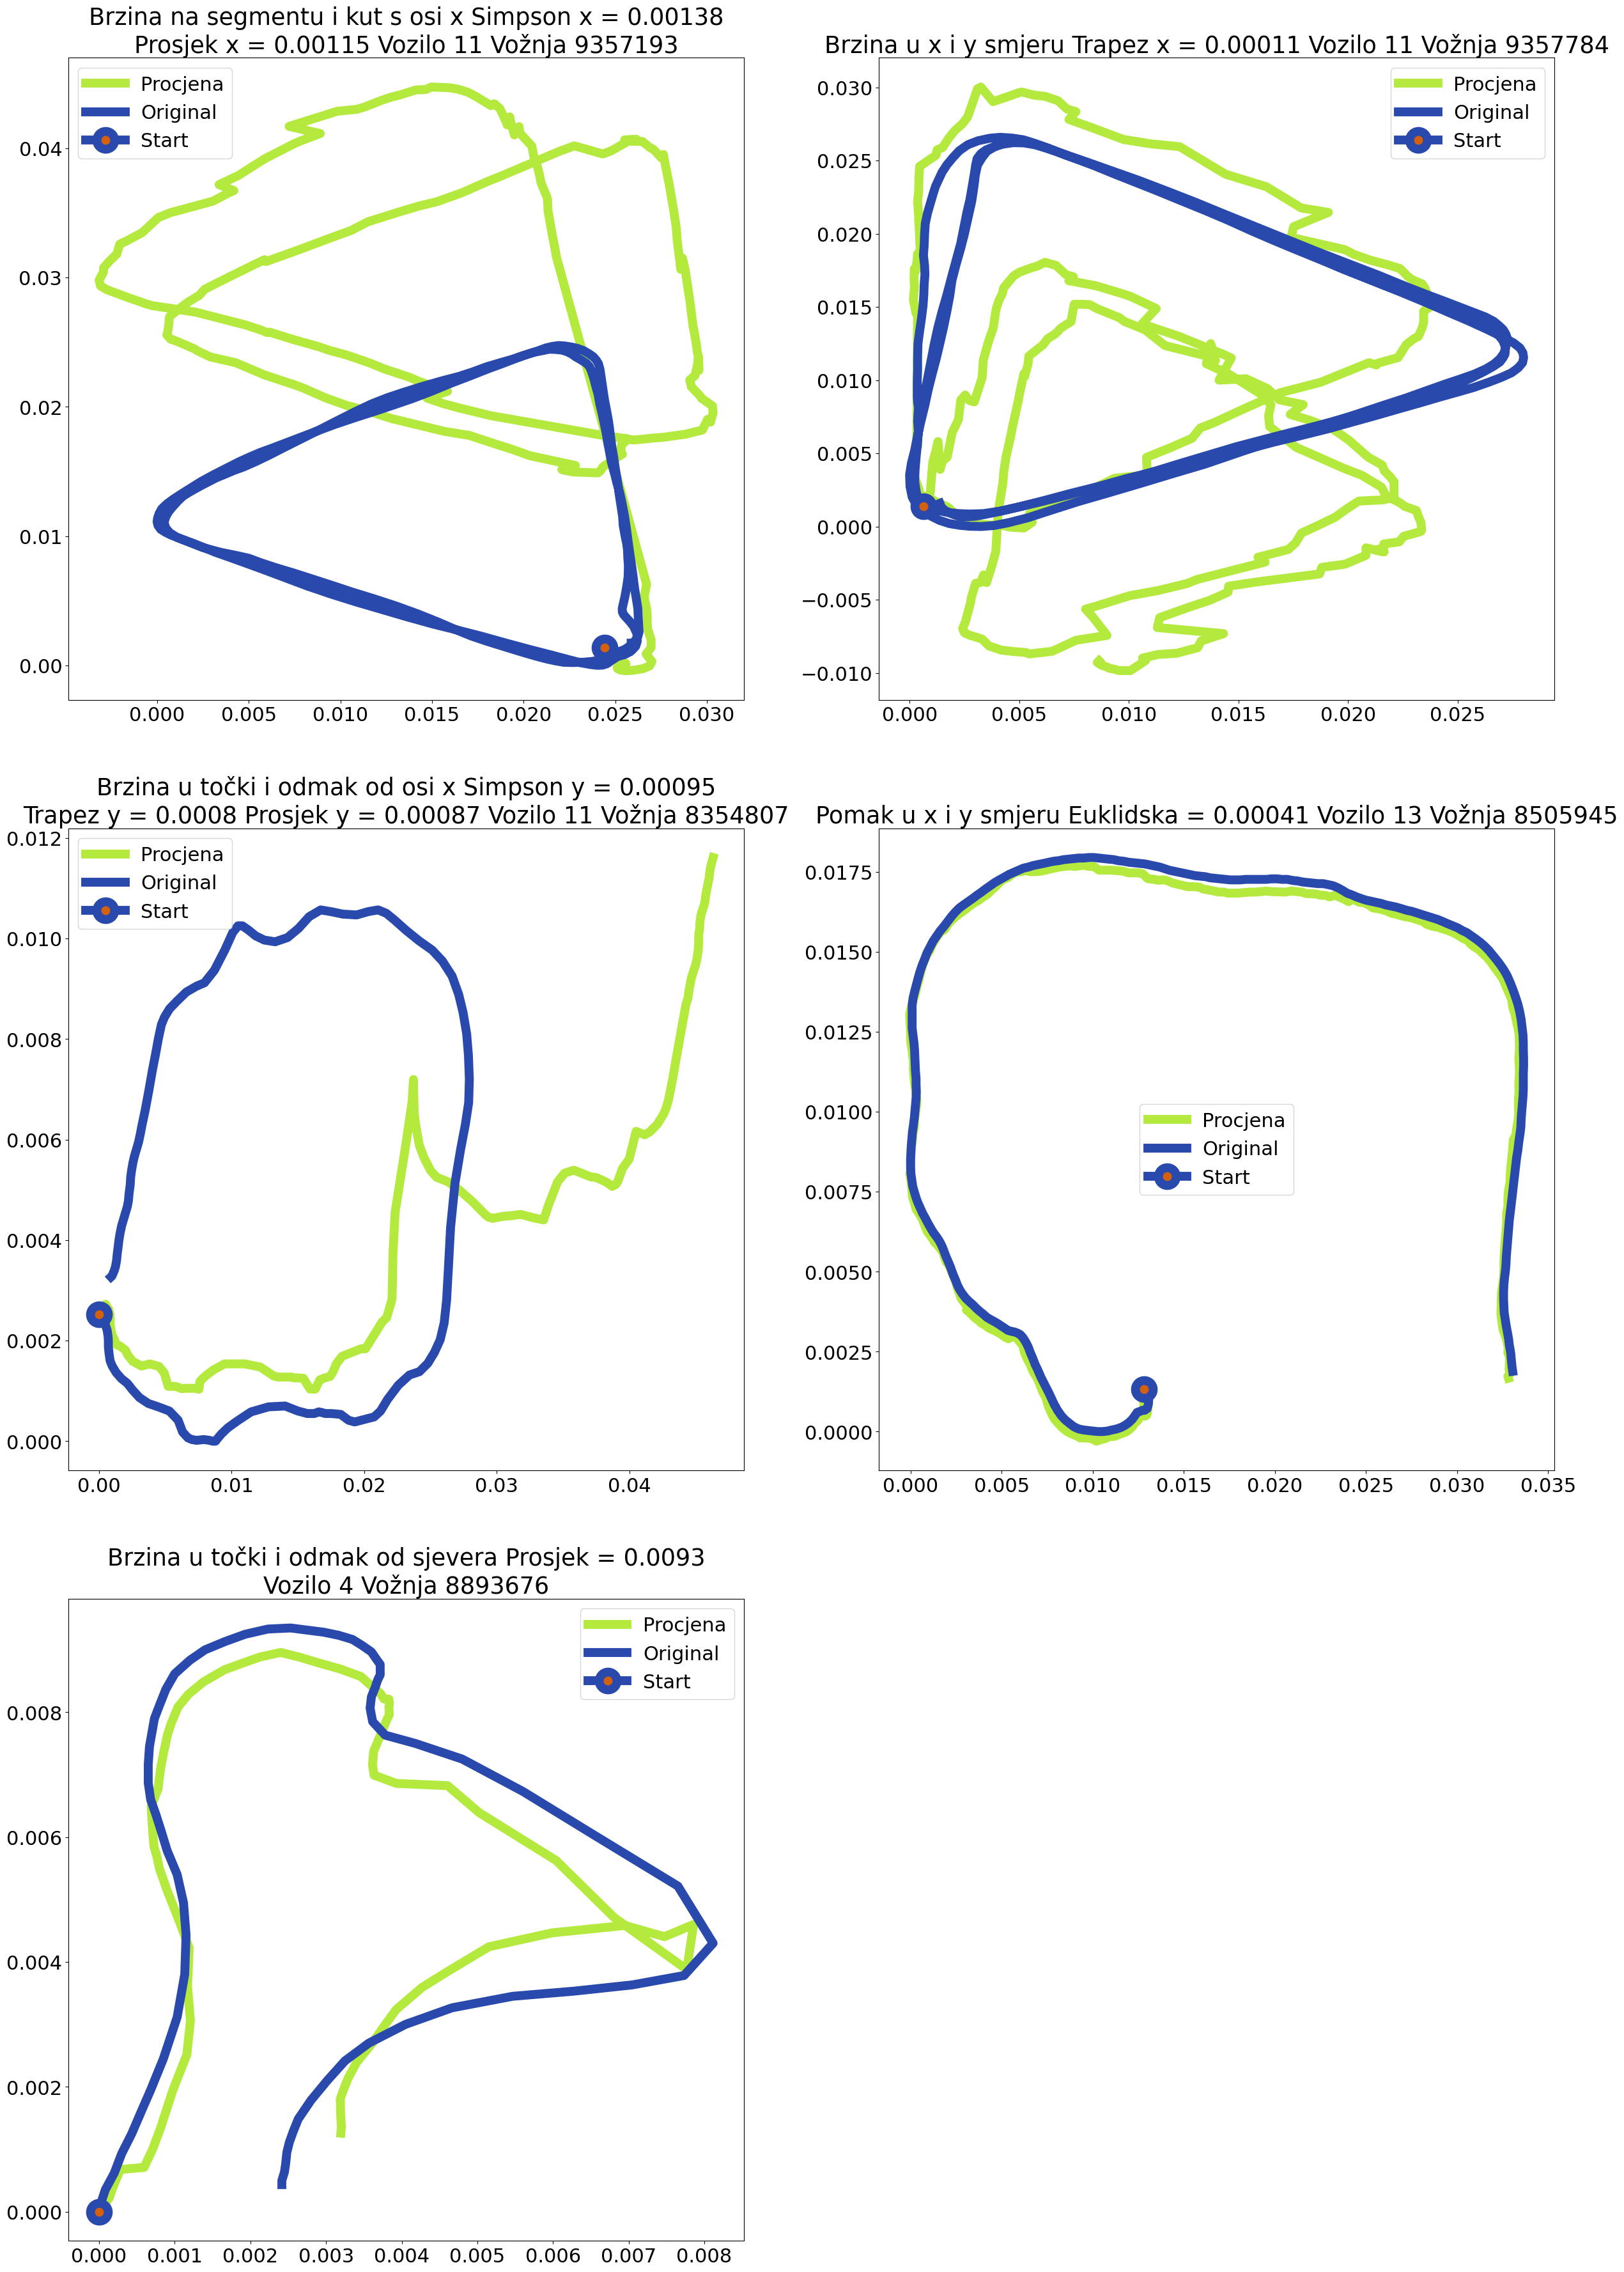 Brzina na segmentu i kut s osi x Simpson x = 0.00138
Prosjek x = 0.00115 Vozilo 11 Vožnja 9357193
Procjena
Original
Start
0.04
0.03
0.02
0.01
0.00
0.000 0.005 0.010 0.015 0.020 0.025 0.030
Brzina u x i y smjeru Trapez x = 0.00011 Vozilo 11 Vožnja 9357784
Procjena
Original
Start
0.030
0.025
0.020
0.015
0.010
0.005
0.000
−0.005
−0.010
0.000 0.005 0.010 0.015 0.020 0.025
Brzina u točki i odmak od osi x Simpson y = 0.00095
Trapez y = 0.0008 Prosjek y = 0.00087 Vozilo 11 Vožnja 8354807
Procjena
Original
Start
0.012
0.010
0.008
0.006
0.004
0.002
0.000
0.00 0.01 0.02 0.03 0.04
Pomak u x i y smjeru Euklidska = 0.00041 Vozilo 13 Vožnja 8505945
Procjena
Original
Start
0.0175
0.0150
0.0125
0.0100
0.0075
0.0050
0.0025
0.0000
0.000 0.005 0.010 0.015 0.020 0.025 0.030 0.035
Brzina u točki i odmak od sjevera Prosjek = 0.0093
Vozilo 4 Vožnja 8893676
Procjena
Original
Start
0.008
0.006
0.004
0.002
0.000
0.000 0.001 0.002 0.003 0.004 0.005 0.006 0.007 0.008